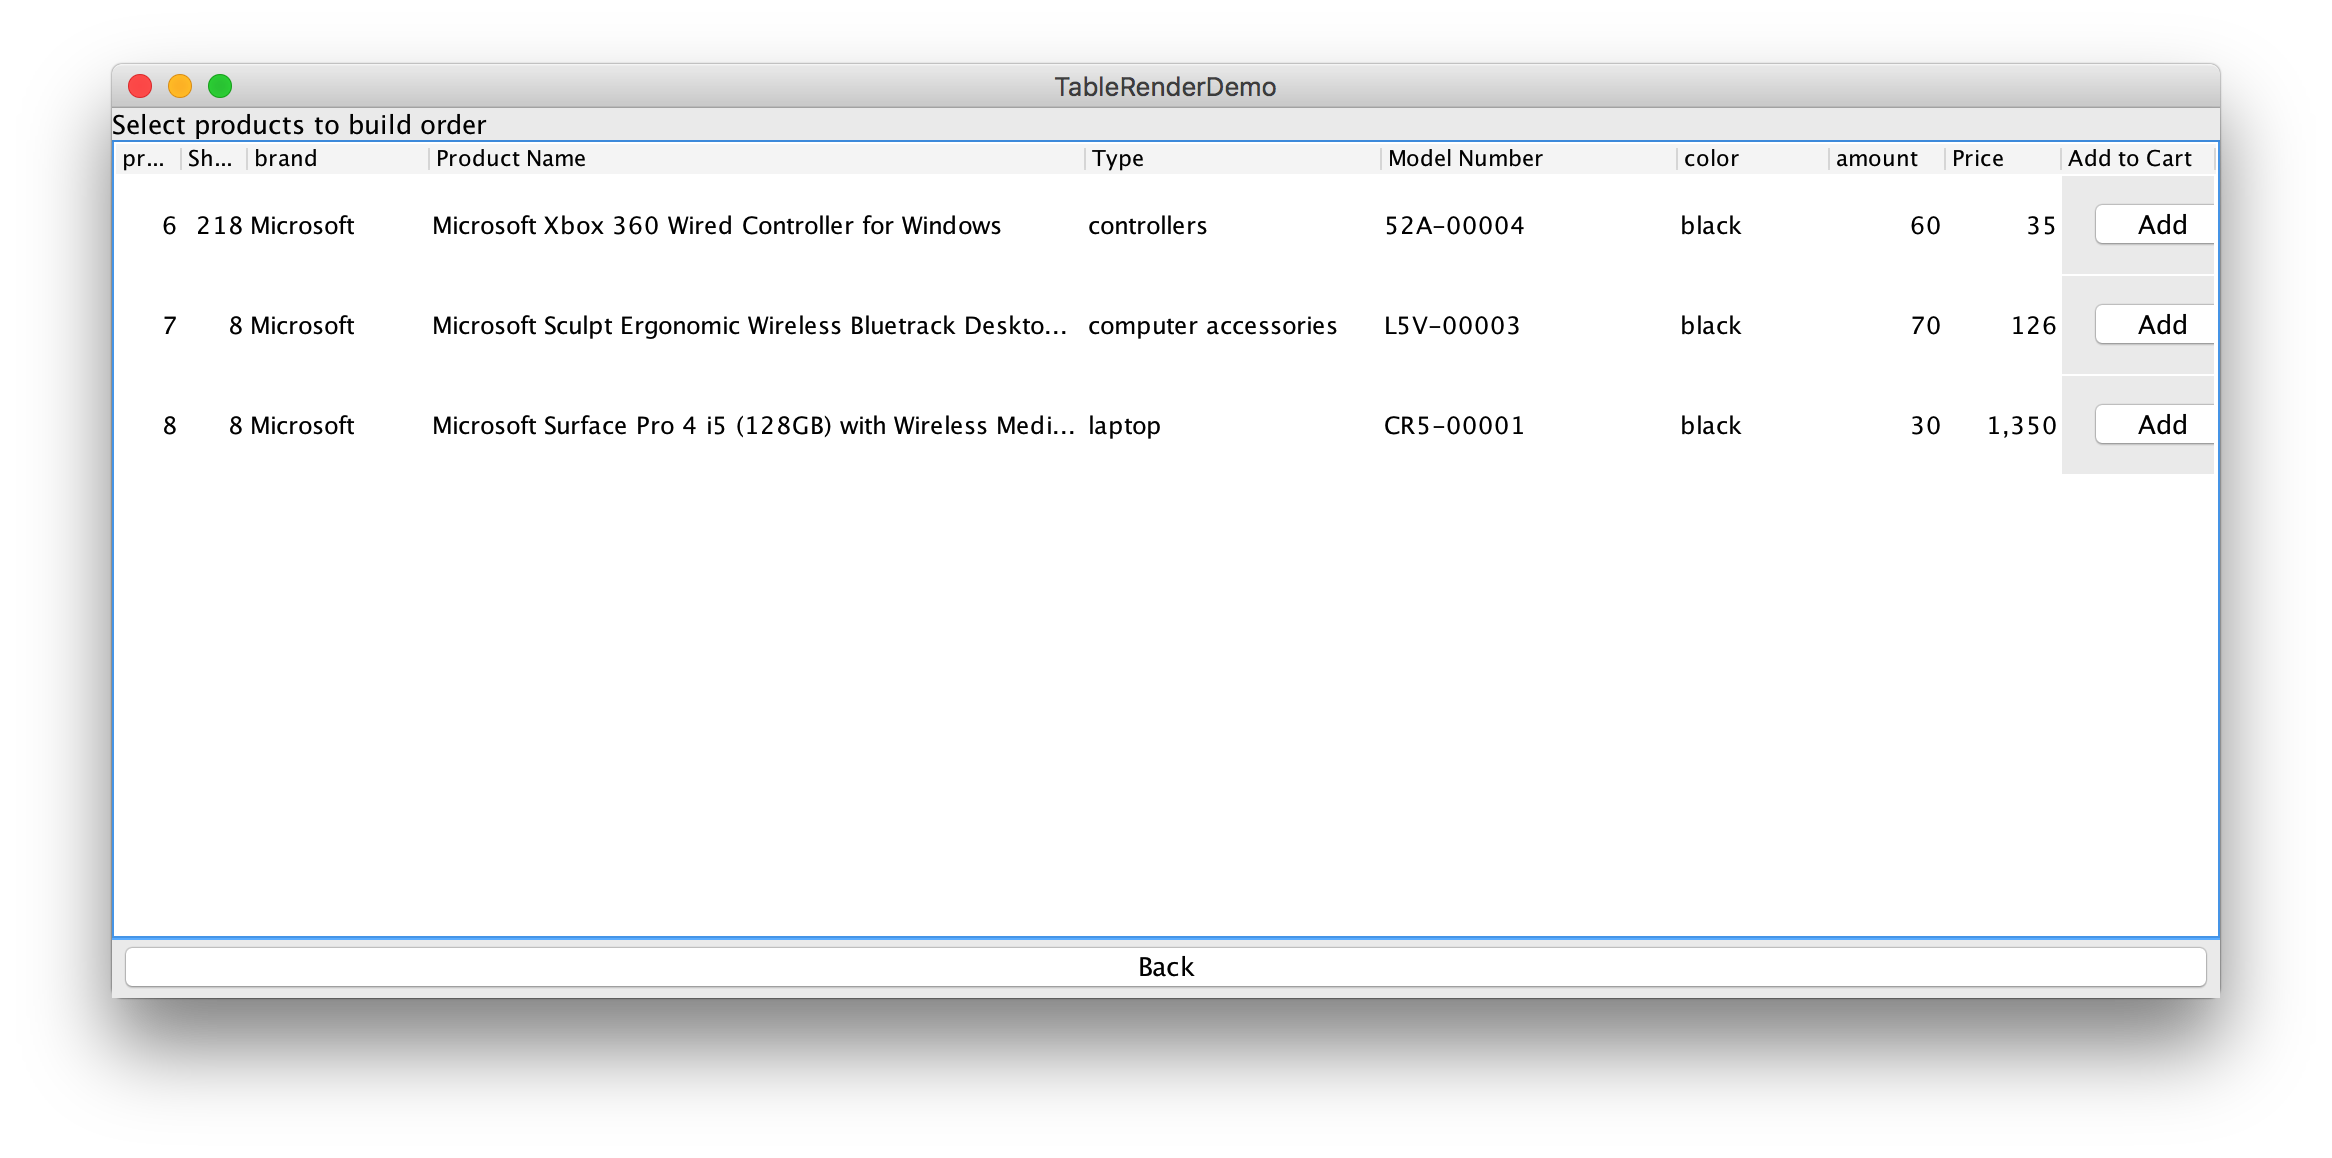 TableRenderDemo
Select products to build order
pr... Sh... brand Product Name Type Model Number color amount Price Add to Cart
6 218 Microsoft Microsoft Xbox 360 Wired Controller for Windows controllers 52A-00004 black 60 35 Add
7 8 Microsoft Microsoft Sculpt Ergonomic Wireless Bluetrack Deskto... computer accessories L5V-00003 black 70 126 Add
8 8 Microsoft Microsoft Surface Pro 4 i5 (128GB) with Wireless Medi... laptop CR5-00001 black 30 1,350 Add
Back